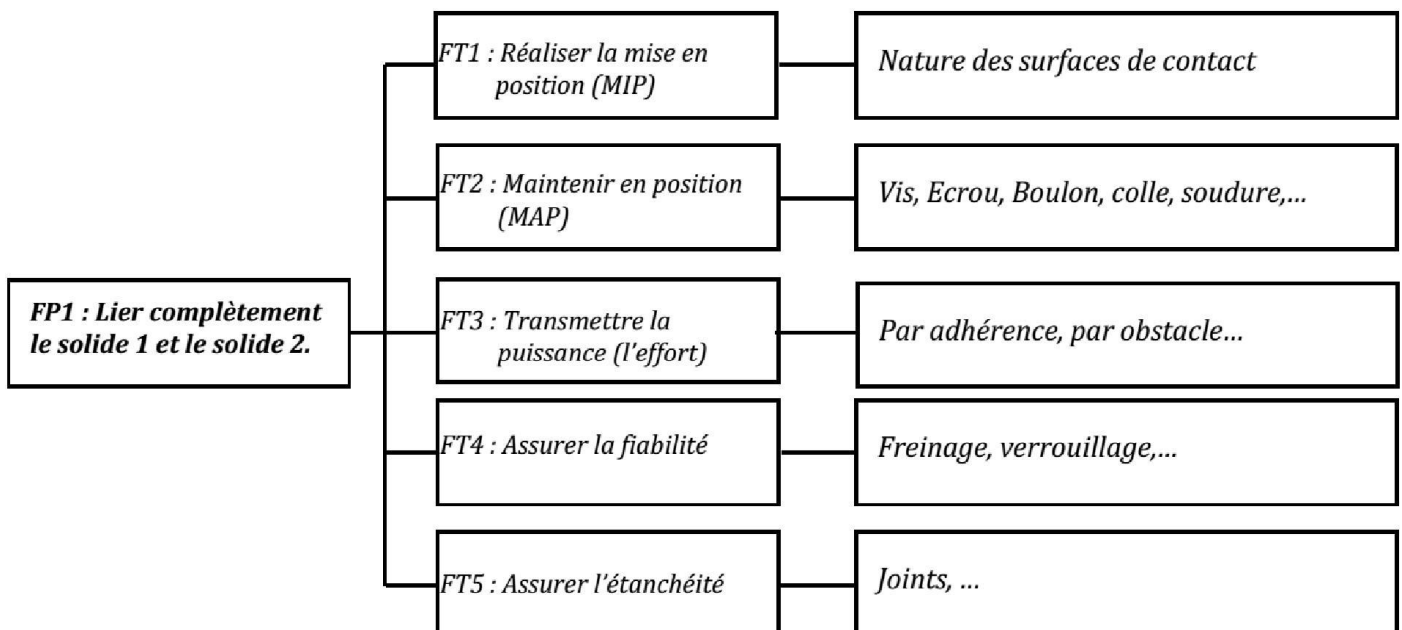 FT1 : Réaliser la mise en
position (MIP)
Nature des surfaces de contact
FT2 : Maintenir en position
(MAP)
Vis, Ecrou, Boulon, colle, soudure,...
FP1 : Lier complètement
le solide 1 et le solide 2.
FT3 : Transmettre la
puissance (l'effort)
Par adhérence, par obstacle...
FT4 : Assurer la fiabilité
Freinage, verrouillage,...
FT5 : Assurer l'étanchéité
Joints, ...